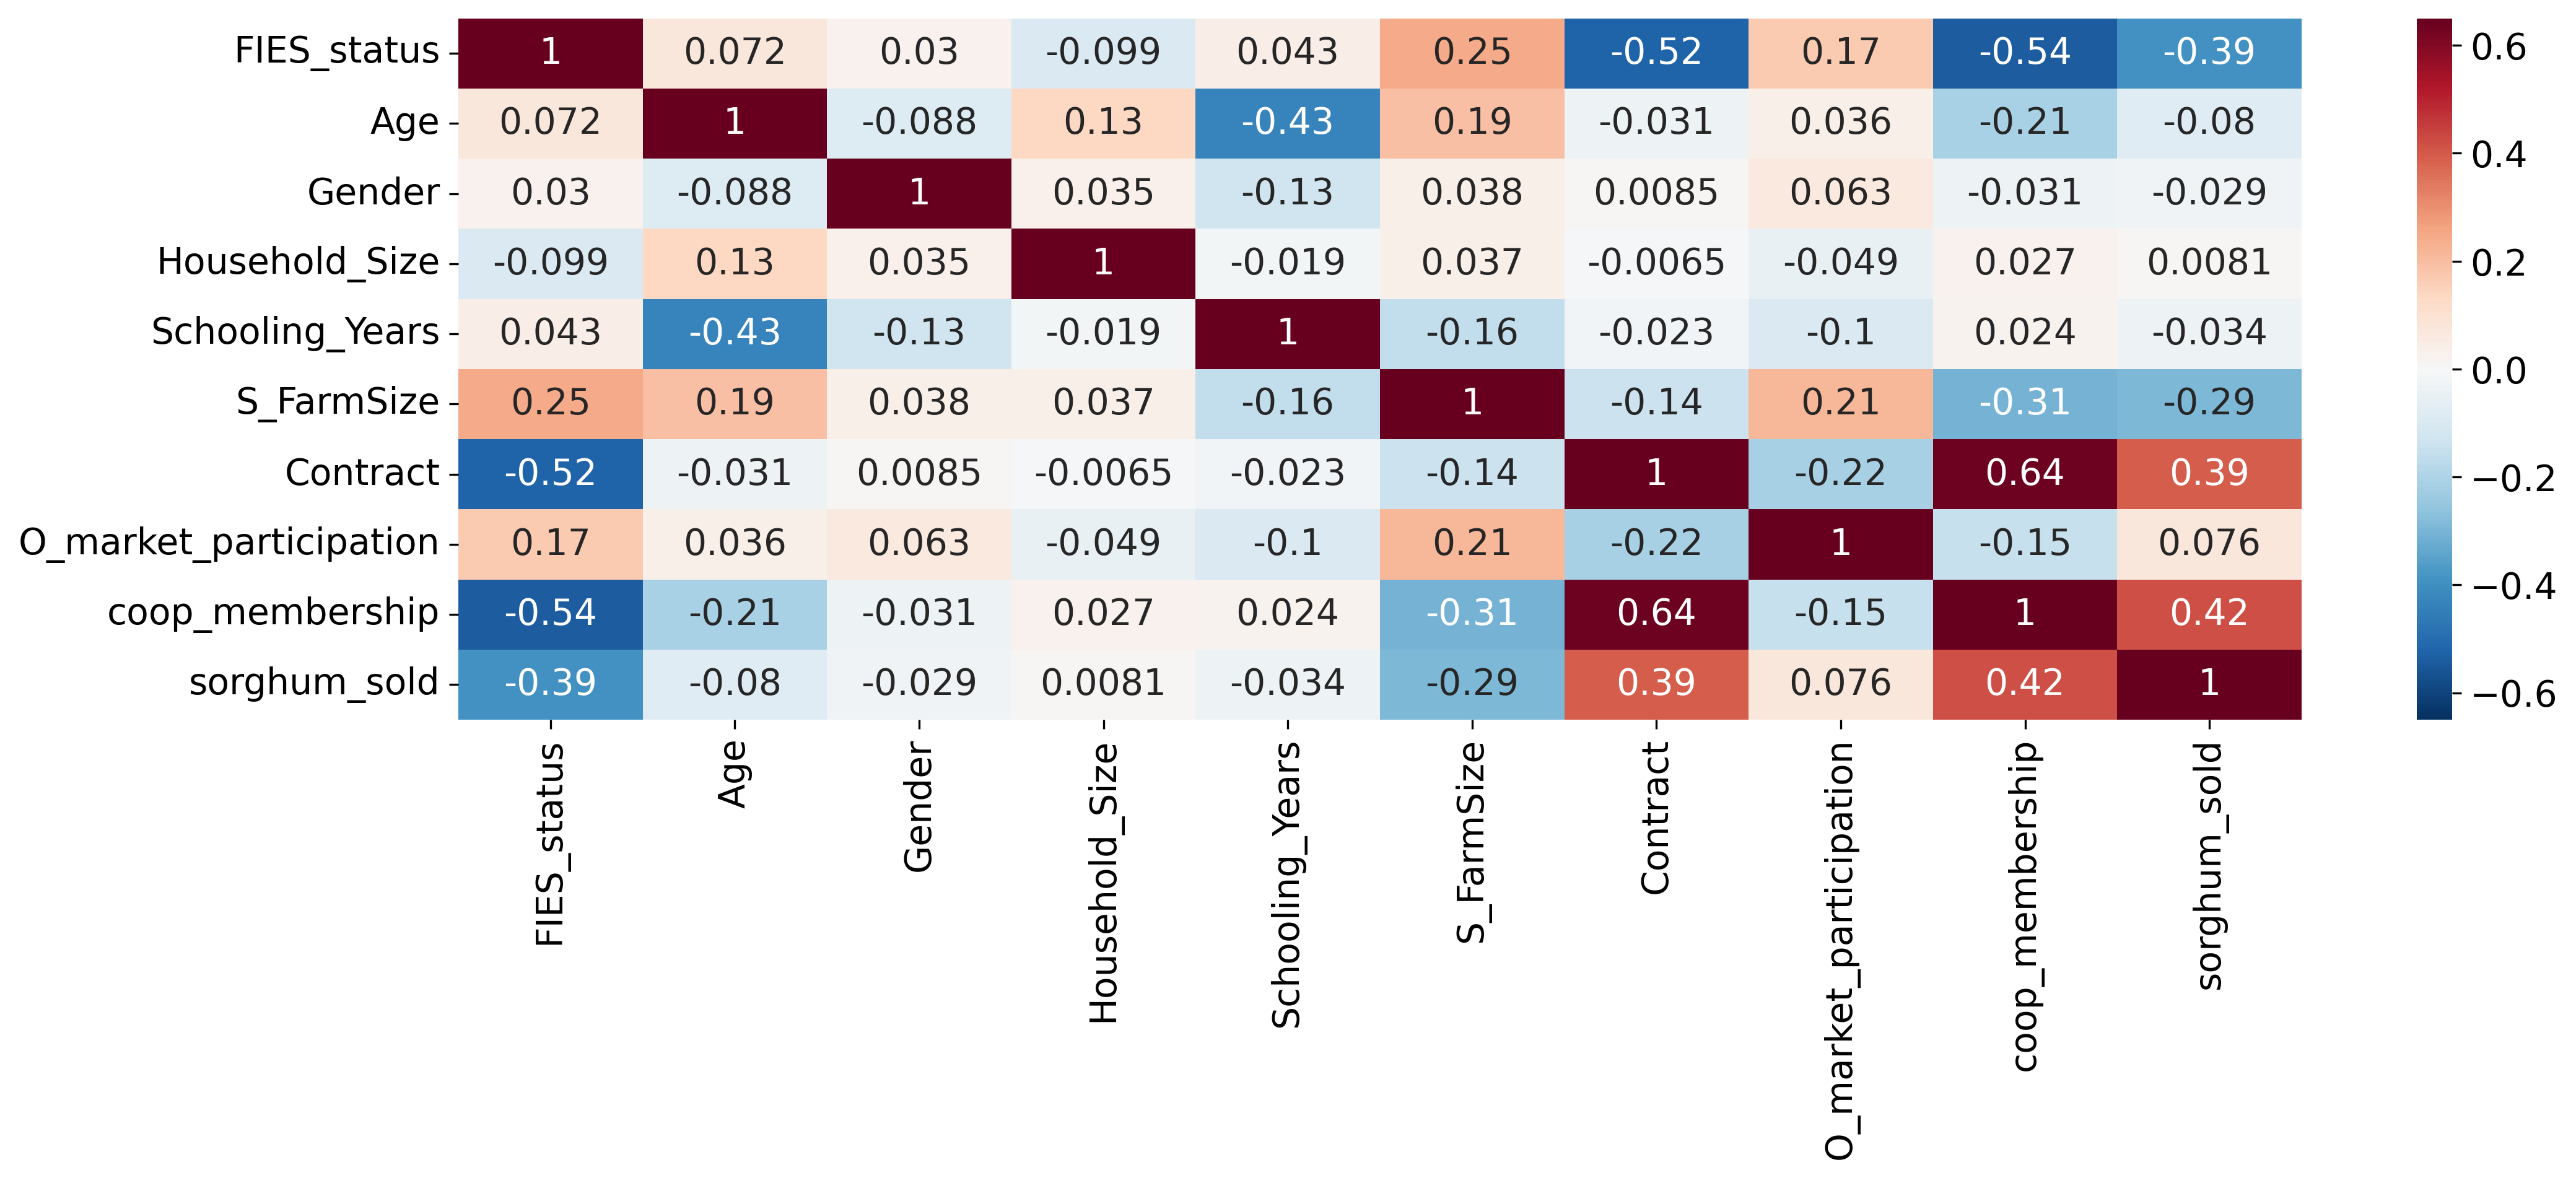 FIES_status 1 0.072 0.03 -0.099 0.043 0.25 -0.52 0.17 -0.54 -0.39
Age 0.072 1 -0.088 0.13 -0.43 0.19 -0.031 0.036 -0.21 -0.08
Gender 0.03 -0.088 1 0.035 -0.13 0.038 0.0085 0.063 -0.031 -0.029
Household_Size -0.099 0.13 0.035 1 -0.019 0.037 -0.0065 -0.049 0.027 0.0081
Schooling_Years 0.043 -0.43 -0.13 -0.019 1 -0.16 -0.023 -0.1 0.024 -0.034
S_FarmSize 0.25 0.19 0.038 0.037 -0.16 1 -0.14 0.21 -0.31 -0.29
Contract -0.52 -0.031 0.0085 -0.0065 -0.023 -0.14 1 -0.22 0.64 0.39
O_market_participation 0.17 0.036 0.063 -0.049 -0.1 0.21 -0.22 1 -0.15 0.076
coop_membership -0.54 -0.21 -0.031 0.027 0.024 -0.31 0.64 -0.15 1 0.42
sorghum_sold -0.39 -0.08 -0.029 0.0081 -0.034 -0.29 0.39 0.076 0.42 1
FIES_status
Age
Gender
Household_Size
Schooling_Years
S_FarmSize
Contract
O_market_participation
coop_membership
sorghum_sold
0.6
0.4
0.2
0.0
−0.2
−0.4
−0.6